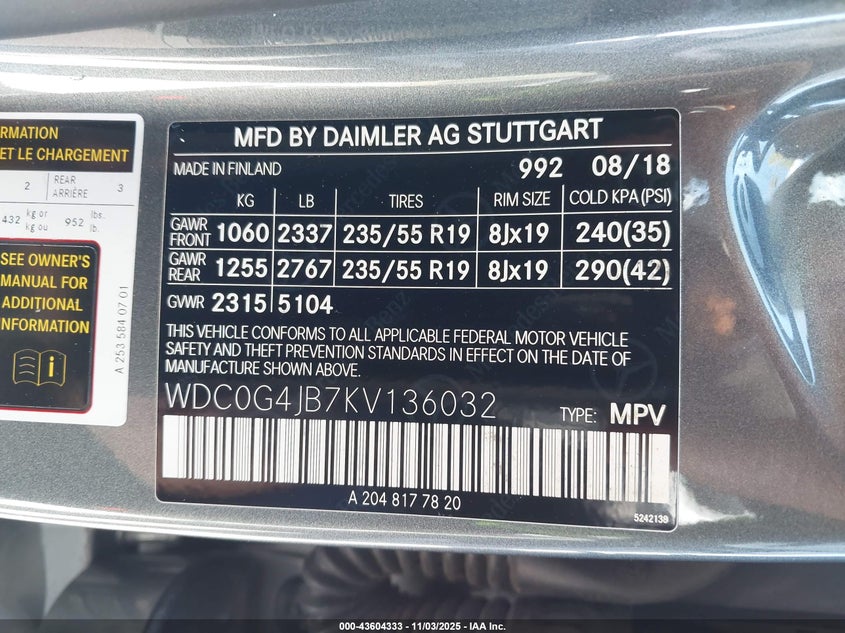 RMATION
ET LE CHARGEMENT
2 REAR ARRIÈRE 3
432 kg or kg ou 952 lbs. lb.
SEE OWNER'S
MANUAL FOR
ADDITIONAL
INFORMATION
A 253 584 07 01
MFD BY DAIMLER AG STUTTGART
MADE IN FINLAND 992 08/18
KG LB TIRES RIM SIZE COLD KPA(PSI)
GAWR FRONT 1060 2337 235/55 R19 8Jx19 240(35)
GAWR REAR 1255 2767 235/55 R19 8Jx19 290(42)
GVWR 2315 5104
THIS VEHICLE CONFORMS TO ALL APPLICABLE FEDERAL MOTOR VEHICLE
SAFETY AND THEFT PREVENTION STANDARDS IN EFFECT ON THE DATE OF
MANUFACTURE SHOWN ABOVE.
WDC0G4JB7KV136032 TYPE: MPV
A 204 817 78 20
5242139
000-43604333 - 11/03/2025 - IAA Inc.